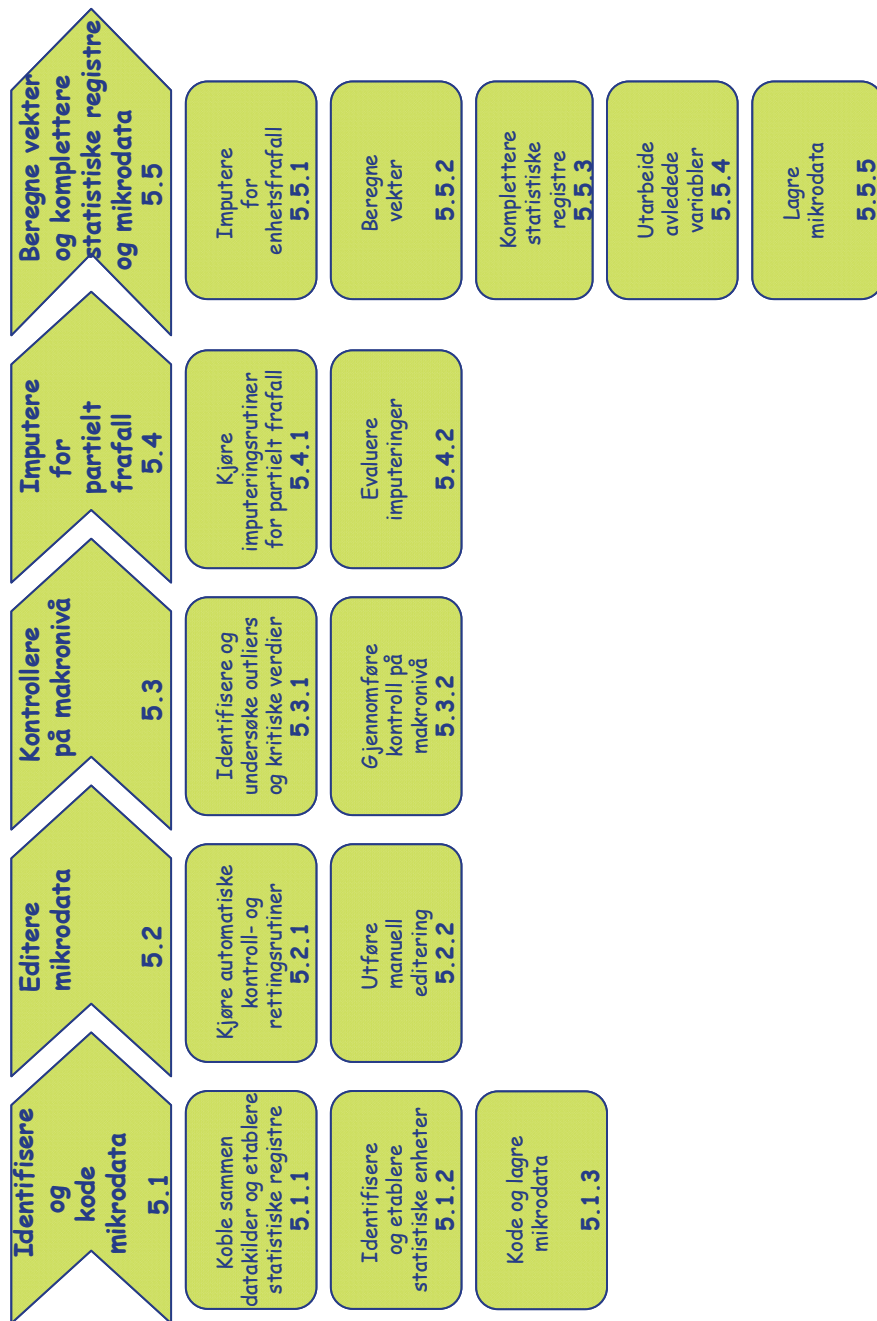 Identifisere
og
kode
mikrodata
5.1
Editere
mikrodata
5.2
Kontrollere
på makronivå
5.3
Imputere
for
partielt
frafall
5.4
Beregne vekter
og komplettere
statistiske registre
og mikrodata
5.5
Koble sammen
datakilder og etablere
statistiske registre
5.1.1
Identifisere
og etablere
statistiske enheter
5.1.2
Kode og lagre
mikrodata
5.1.3
Kjøre automatiske
kontroll- og
rettingsrutiner
5.2.1
Utføre
manuell
editering
5.2.2
Identifisere og
undersøke outliers
og kritiske verdier
5.3.1
Gjennomføre
kontroll på
makronivå
5.3.2
Kjøre
imputeringsrutiner
for partielt frafall
5.4.1
Evaluere
imputeringer
5.4.2
Imputere
for
enhetsfrafall
5.5.1
Beregne
vekter
5.5.2
Komplettere
statistiske
registre
5.5.3
Utarbeide
avledede
variabler
5.5.4
Lagre
mikrodata
5.5.5